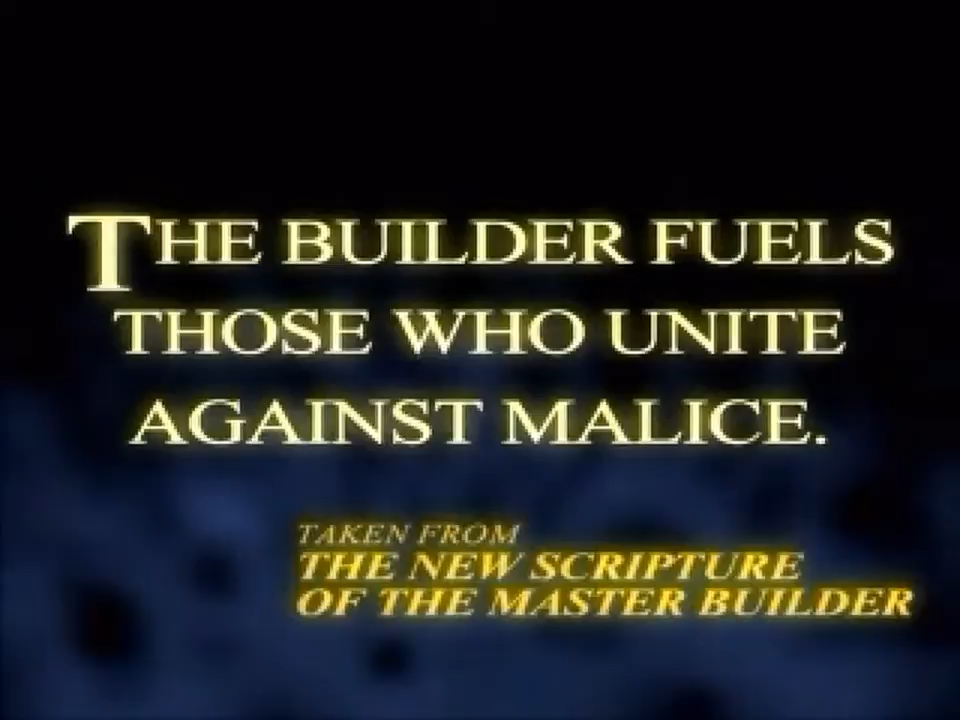 THE BUILDER FUELS
THOSE WHO UNITE
AGAINST MALICE.
TAKEN FROM
THE NEW SCRIPTURE
OF THE MASTER BUILDER